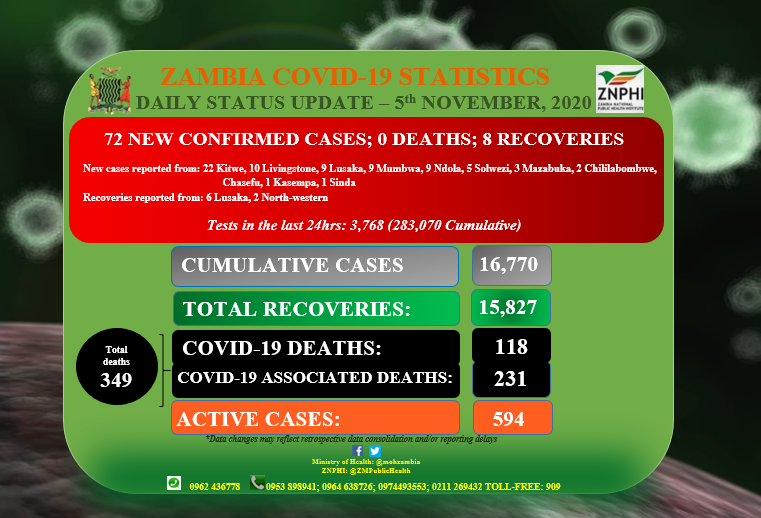 ZAMBIA COVID-19 STATISTICS
DAILY STATUS UPDATE – 5th NOVEMBER, 2020
ZNPHI
ZAMBIA NATIONAL
PUBLIC HEALTH INSTITUTE
72 NEW CONFIRMED CASES; 0 DEATHS; 8 RECOVERIES
New cases reported from: 22 Kitwe, 10 Livingstone, 9 Lusaka, 9 Mumbwa, 9 Ndola, 5 Solwezi, 3 Mazabuka, 2 Chililabombwe,
Chasefu, 1 Kasempa, 1 Sinda
Recoveries reported from: 6 Lusaka, 2 North-western
Tests in the last 24hrs: 3,768 (283,070 Cumulative)
CUMULATIVE CASES 16,770
TOTAL RECOVERIES: 15,827
Total
deaths
349
COVID-19 DEATHS: 118
COVID-19 ASSOCIATED DEATHS: 231
ACTIVE CASES: 594
*Data changes may reflect retrospective data consolidation and/or reporting delays
Ministry of Health: @mohzambia
ZNPHI: @ZMPublicHealth
0962 436778 0953 898941; 0964 638726; 0974493553; 0211 269432 TOLL-FREE: 909